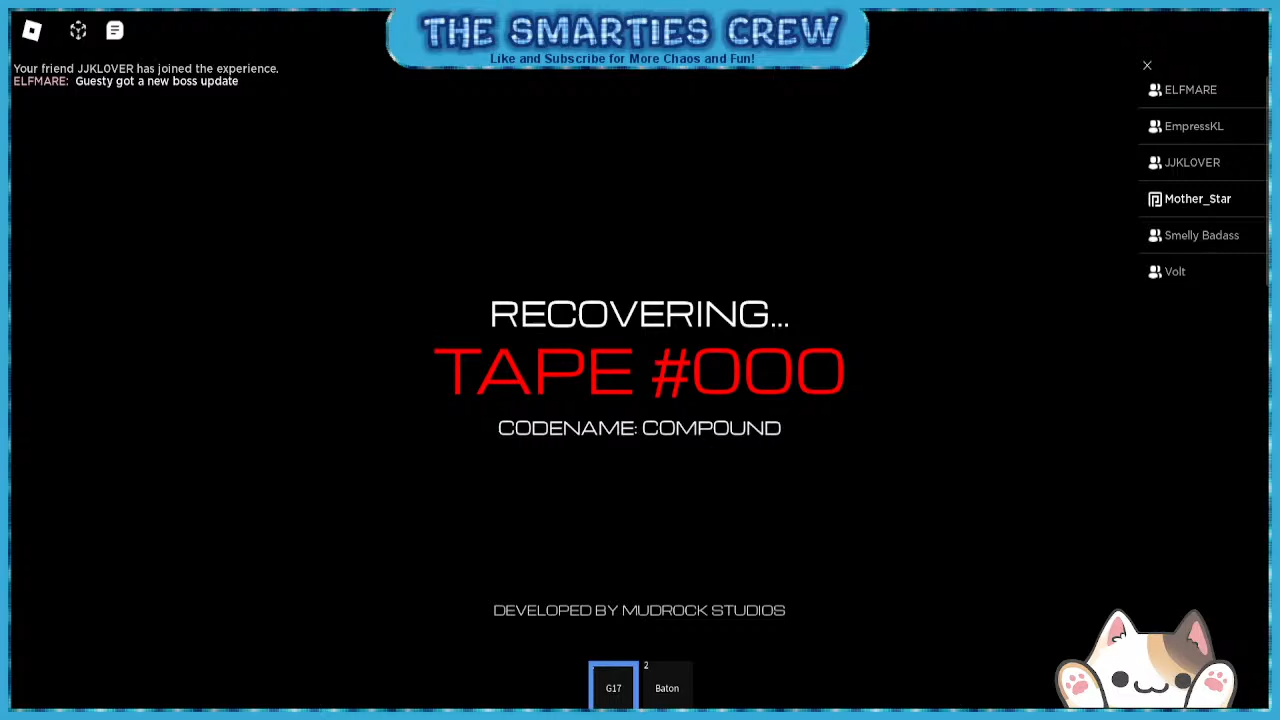 THE SMARTIES CREW
Like and Subscribe for More Chaos and Fun!
Your friend JJKL0VER has joined the experience.
ELFMARE: Guesty got a new boss update
ELFMARE
EmpressKL
JJKL0VER
Mother_Star
Smelly Badass
Volt
RECOVERING...
TAPE #000
CODENAME: COMPOUND
DEVELOPED BY MUDROCK STUDIOS
G17
2
Baton